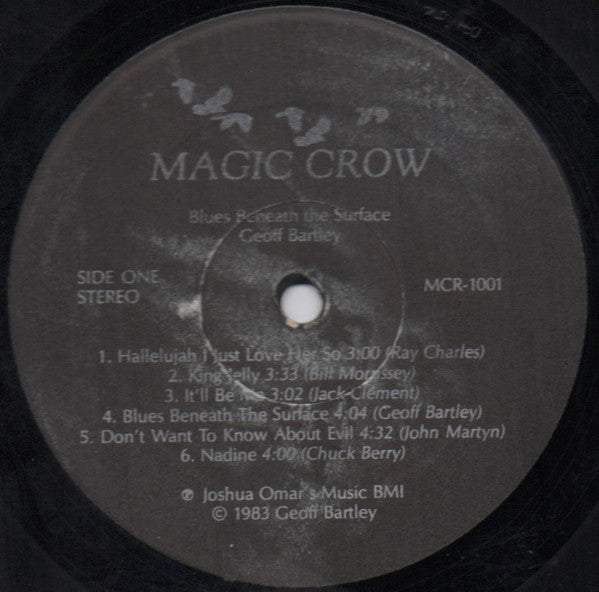 MAGIC CROW
Blues Beneath the Surface
Geoff Bartley
SIDE ONE
STEREO
MCR-1001
1. Hallelujah I Just Love Her So 3:00 (Ray Charles)
2. King Jelly 3:33 (Bill Morrissey)
3. It'll Be Me 3:02 (Jack Clement)
4. Blues Beneath The Surface 4:04 (Geoff Bartley)
5. Don't Want To Know About Evil 4:32 (John Martyn)
6. Nadine 4:00 (Chuck Berry)
℗ Joshua Omar's Music BMI
© 1983 Geoff Bartley